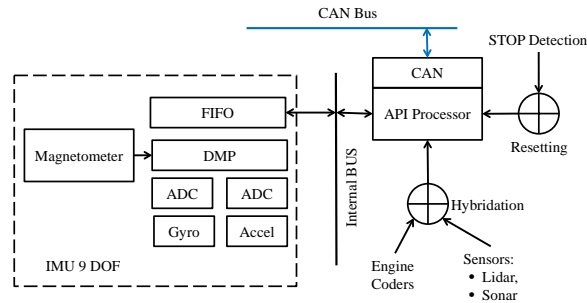 CAN Bus
STOP Detection
CAN
FIFO
API Processor
Magnetometer
DMP
Resetting
ADC
ADC
Internal BUS
Hybridation
Gyro
Accel
IMU 9 DOF
Engine
Coders
Sensors:
• Lidar,
• Sonar